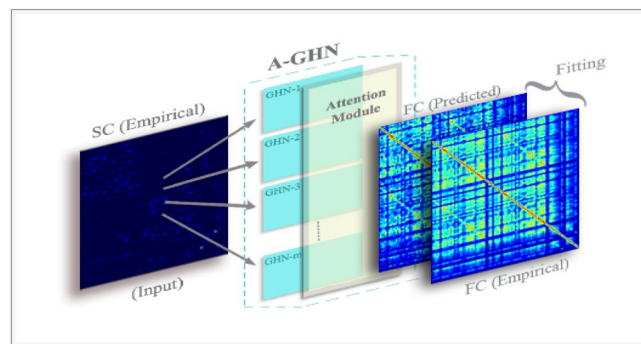 A-GHN
SC (Empirical)
(Input)
GHN-1
GHN-2
GHN-3
GHN-m
Attention
Module
FC (Predicted)
Fitting
FC (Empirical)